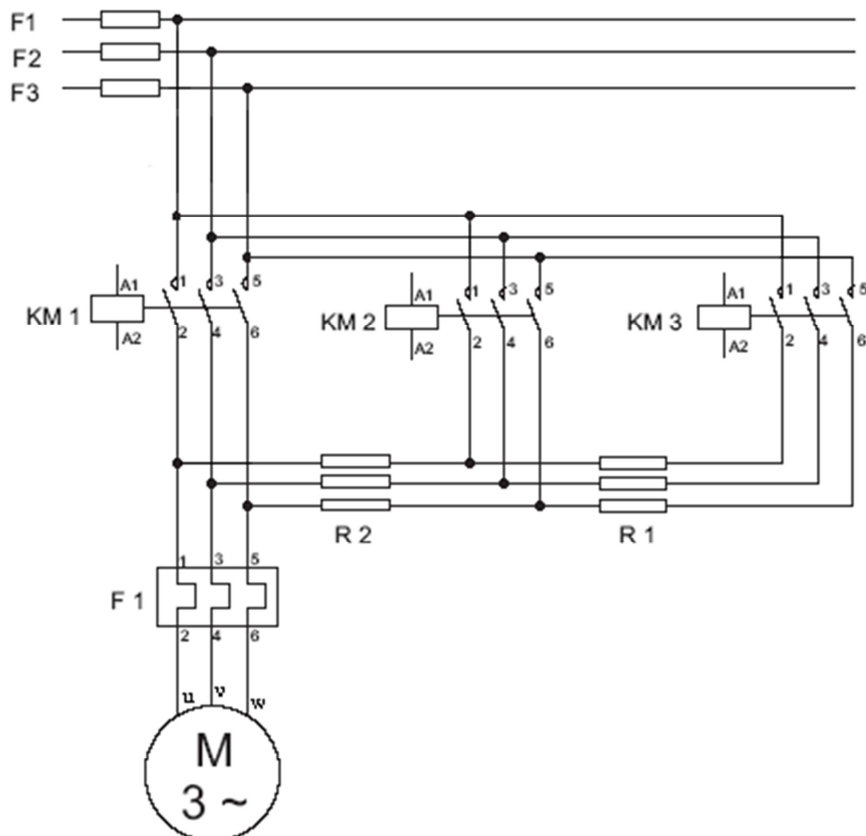 F1
F2
F3
A1 1 3 5
KM 1
A2 2 4 6
A1 1 3 5
KM 2
A2 2 4 6
A1 1 3 5
KM 3
A2 2 4 6
R 2 R 1
1 3 5
F 1
2 4 6
u v w
M
3 ~